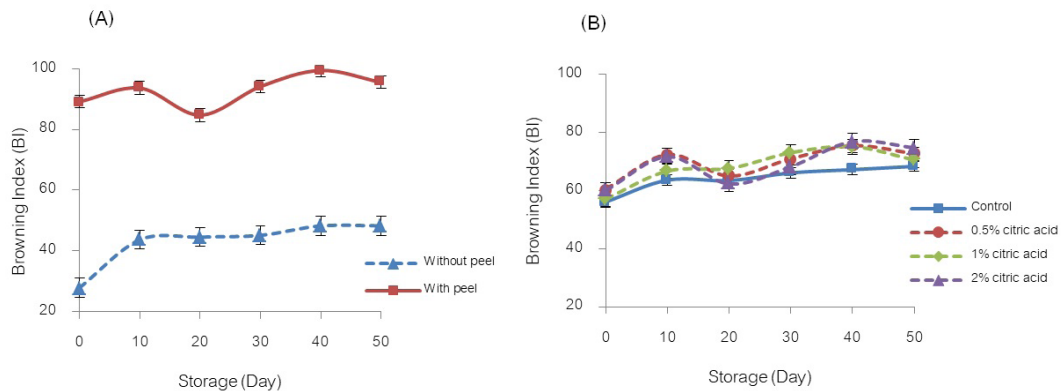 (A)
100
80
60
40
20
Browning Index (BI)
Without peel
With peel
0 10 20 30 40 50
Storage (Day)
(B)
100
80
60
40
20
Browning Index (BI)
Control
0.5% citric acid
1% citric acid
2% citric acid
0 10 20 30 40 50
Storage (Day)